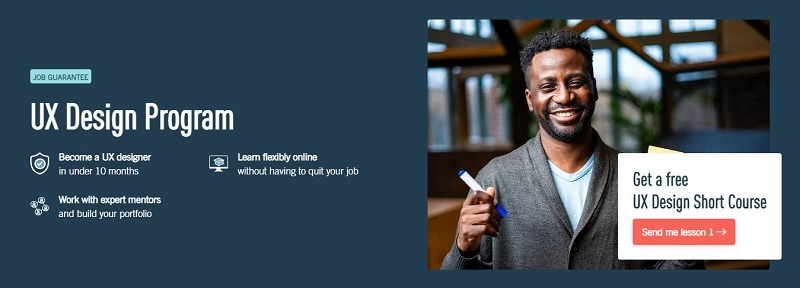 JOB GUARANTEE
UX Design Program
Become a UX designer
in under 10 months
Learn flexibly online
without having to quit your job
Work with expert mentors
and build your portfolio
Get a free
UX Design Short Course
Send me lesson 1 →